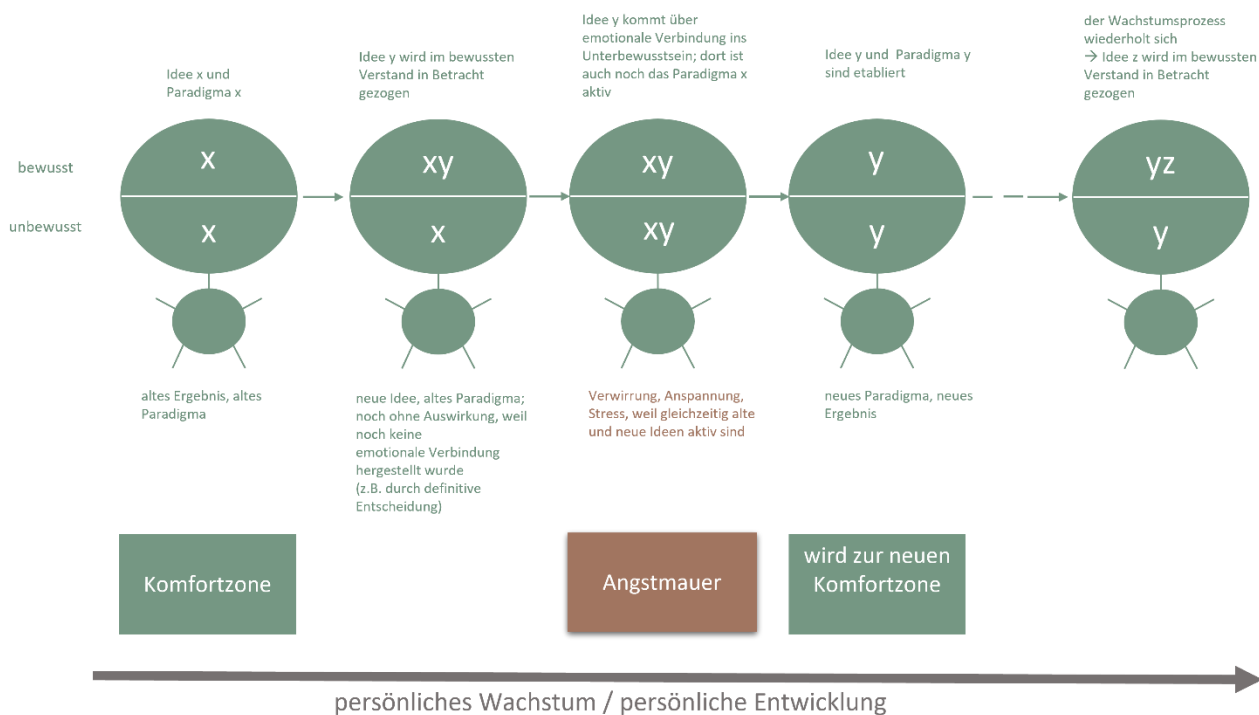 Idee x und
Paradigma x
Idee y wird im bewussten
Verstand in Betracht
gezogen
Idee y kommt über
emotionale Verbindung ins
Unterbewusstsein; dort ist
auch noch das Paradigma x
aktiv
Idee y und Paradigma y
sind etabliert
der Wachstumsprozess
wiederholt sich
→ Idee z wird im bewussten
Verstand in Betracht
gezogen
bewusst
x
xy
xy
y
yz
unbewusst
x
x
xy
y
y
altes Ergebnis, altes
Paradigma
neue Idee, altes Paradigma;
noch ohne Auswirkung, weil
noch keine
emotionale Verbindung
hergestellt wurde
(z.B. durch definitive
Entscheidung)
Verwirrung, Anspannung,
Stress, weil gleichzeitig alte
und neue Ideen aktiv sind
neues Paradigma, neues
Ergebnis
Komfortzone
Angstmauer
wird zur neuen
Komfortzone
persönliches Wachstum / persönliche Entwicklung